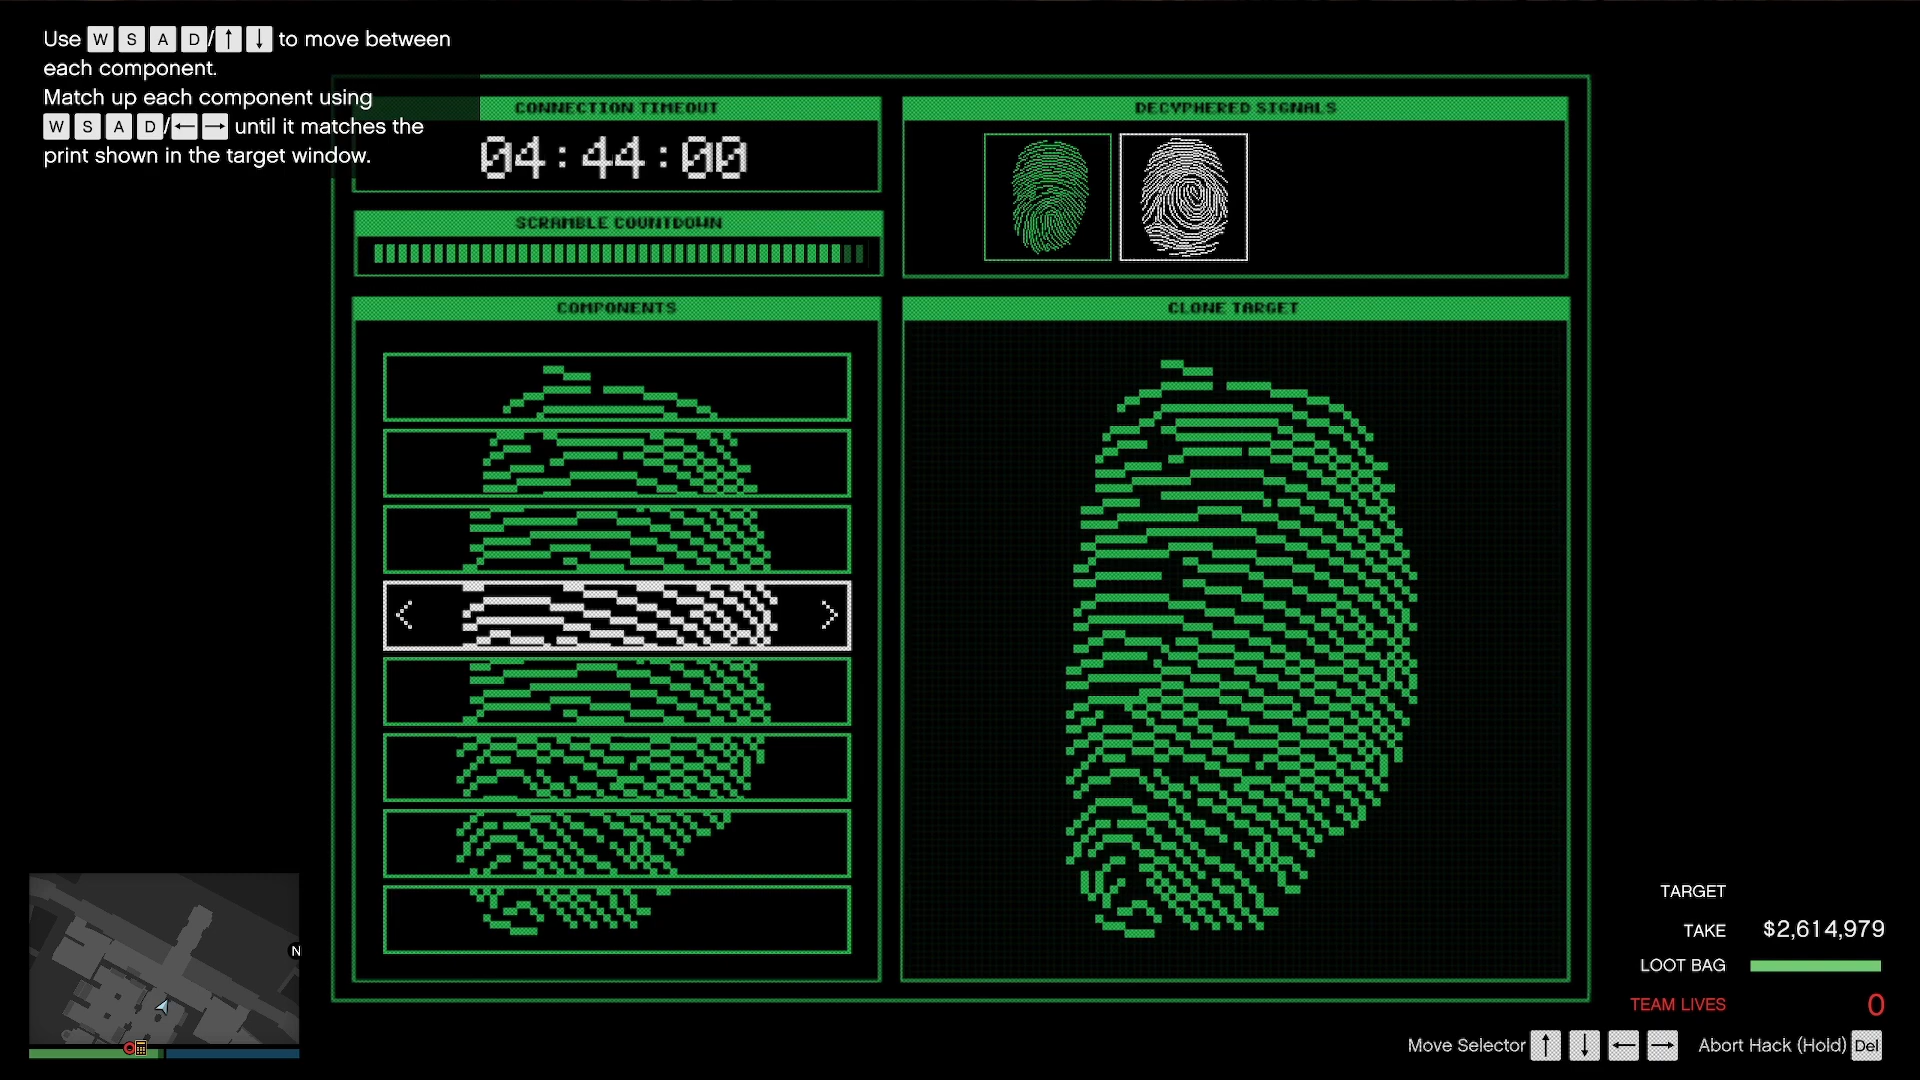 Use W S A D/↑ ↓ to move between
each component.
Match up each component using
W S A D/← → until it matches the
print shown in the target window.
CONNECTION TIMEOUT
04:44:00
SCRAMBLE COUNTDOWN
DECYPHERED SIGNALS
COMPONENTS
CLONE TARGET
N
TARGET
TAKE $2,614,979
LOOT BAG
TEAM LIVES 0
Move Selector ↑ ↓ ← → Abort Hack (Hold) Del